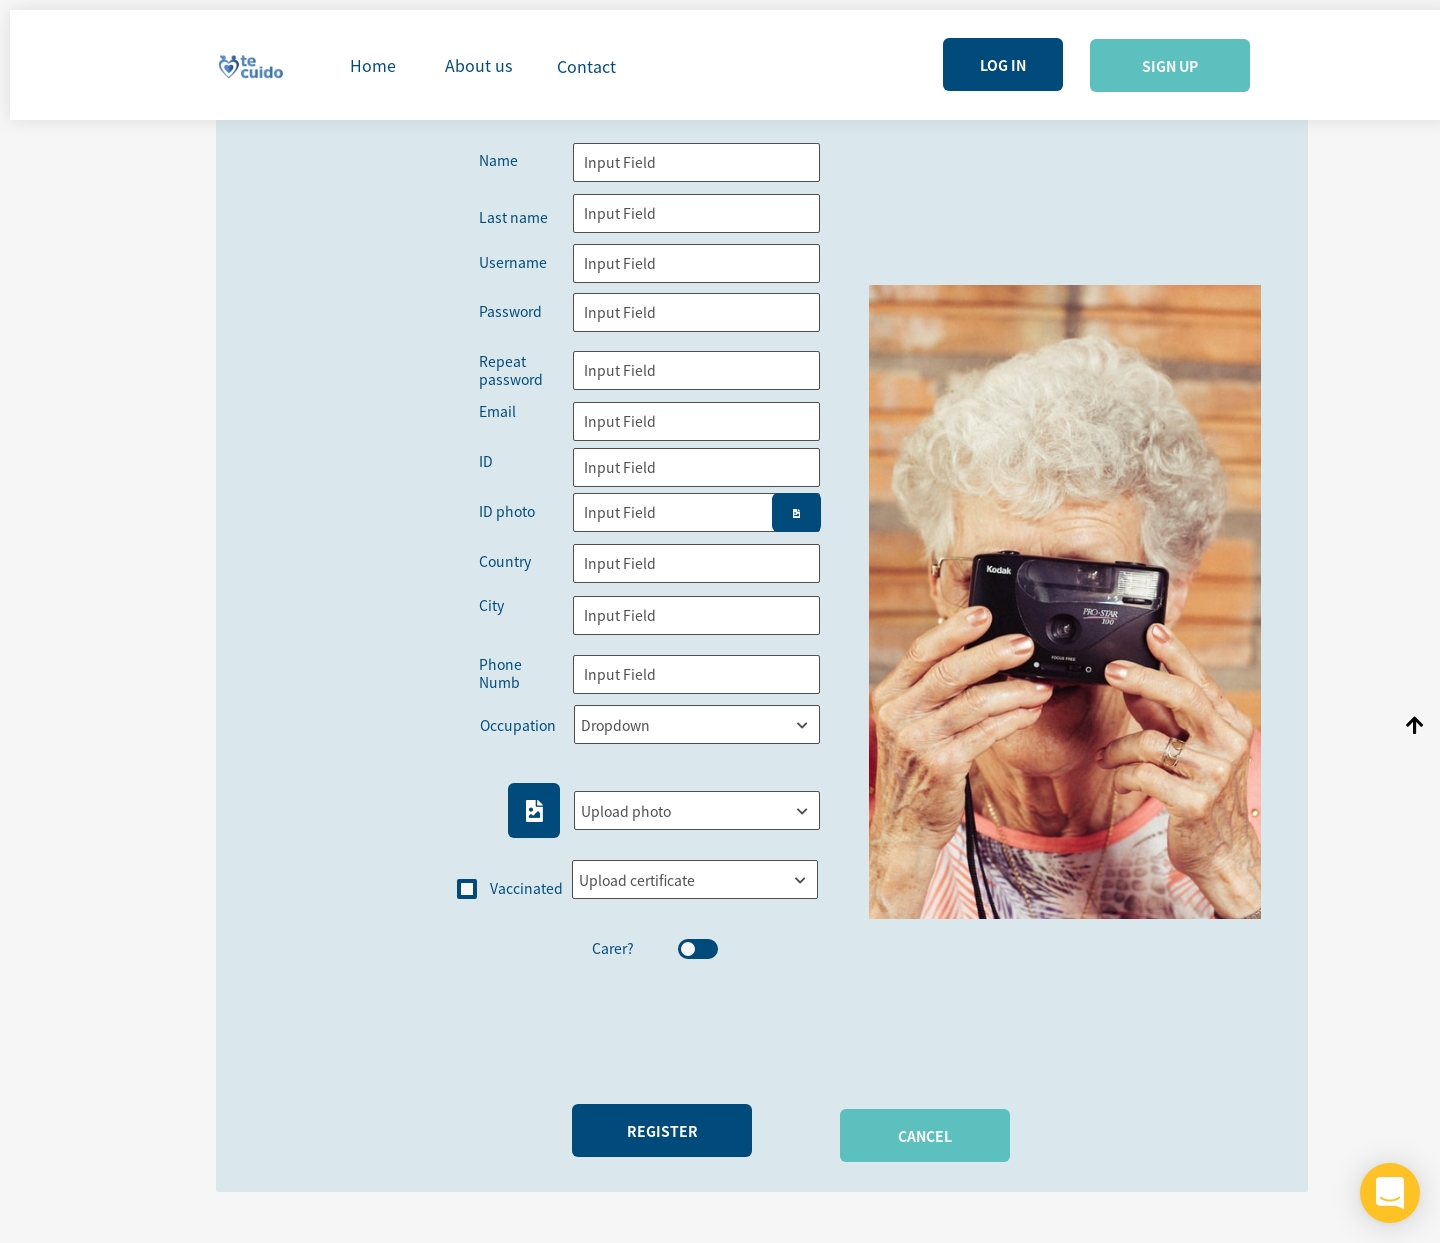 te
cuido
Home
About us
Contact
LOG IN
SIGN UP
Name
Input Field
Last name
Input Field
Username
Input Field
Password
Input Field
Repeat
password
Input Field
Email
Input Field
ID
Input Field
ID photo
Input Field
Country
Input Field
City
Input Field
Phone
Numb
Input Field
Occupation
Dropdown
Upload photo
Vaccinated
Upload certificate
Carer?
REGISTER
CANCEL
Kodak
PRO-STAR
100
FOCUS FREE